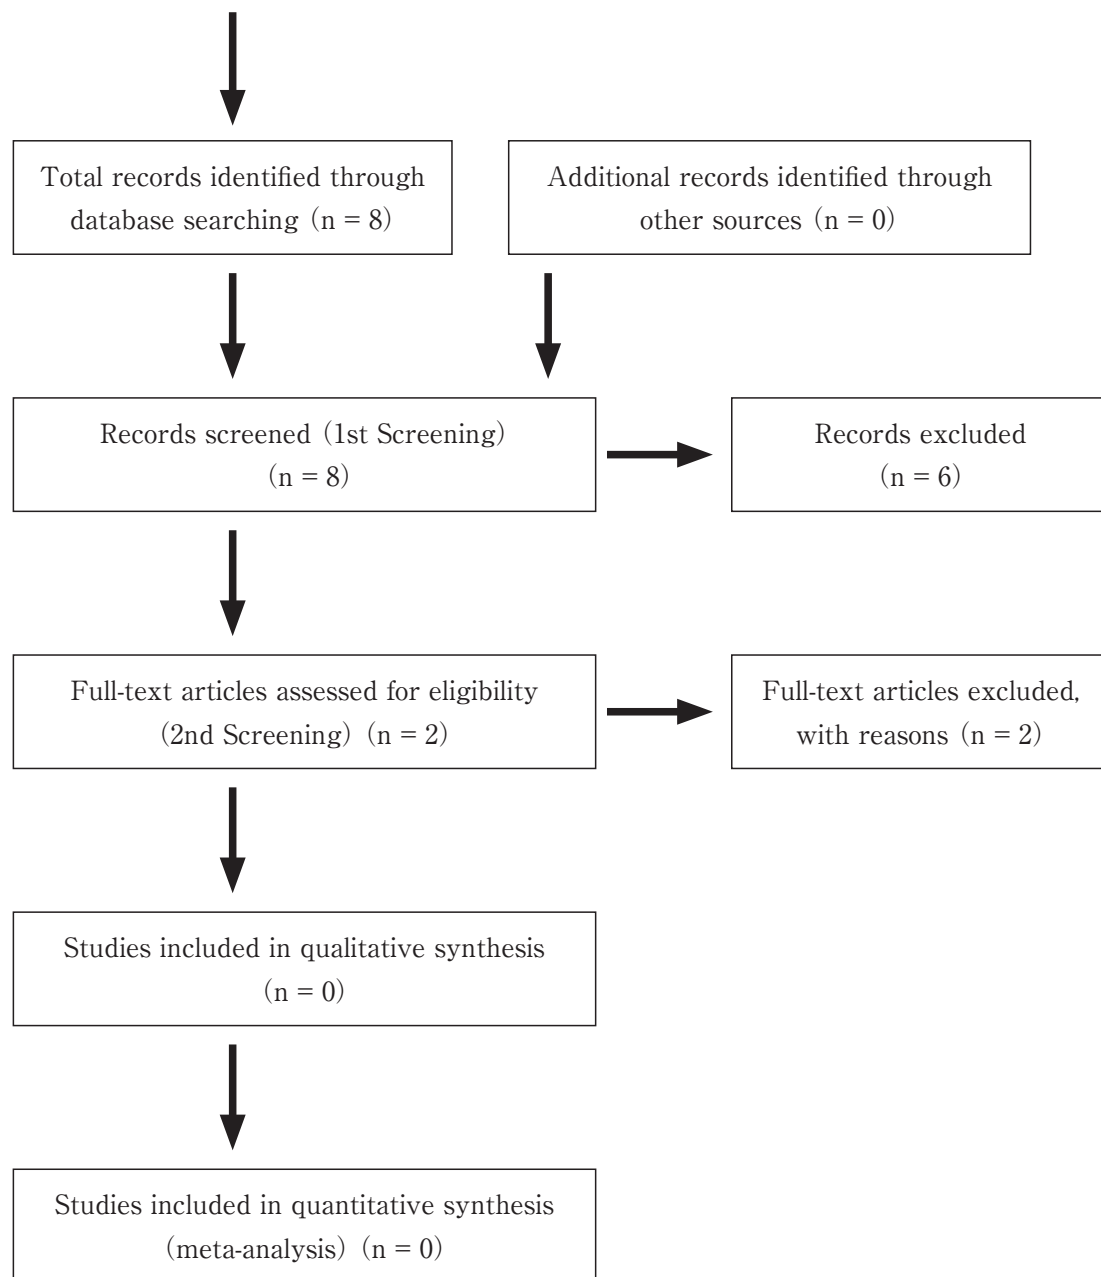 Total records identified through
database searching (n = 8)
Additional records identified through
other sources (n = 0)
Records screened (1st Screening)
(n = 8)
Records excluded
(n = 6)
Full-text articles assessed for eligibility
(2nd Screening) (n = 2)
Full-text articles excluded,
with reasons (n = 2)
Studies included in qualitative synthesis
(n = 0)
Studies included in quantitative synthesis
(meta-analysis) (n = 0)